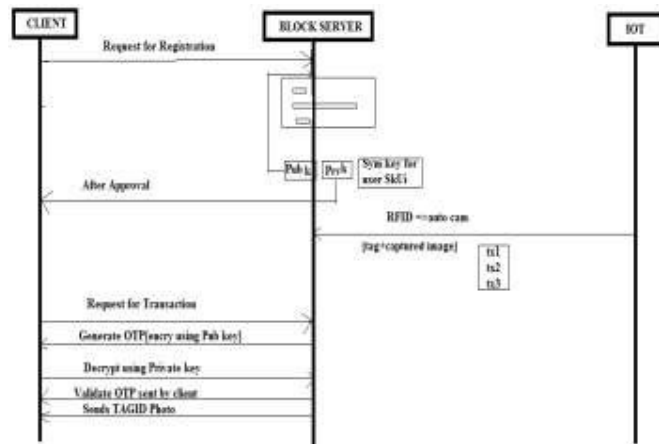 CLIENT
BLOCK SERVER
IOT
Request for Registration
Pub k
Prv k
Sym key for
user SkUi
After Approval
RFID =>auto cam
[tag+captured image]
tx1
tx2
tx3
Request for Transaction
Generate OTP[encry using Pub key]
Decrypt using Private key
Validate OTP sent by client
Sends TAGID Photo